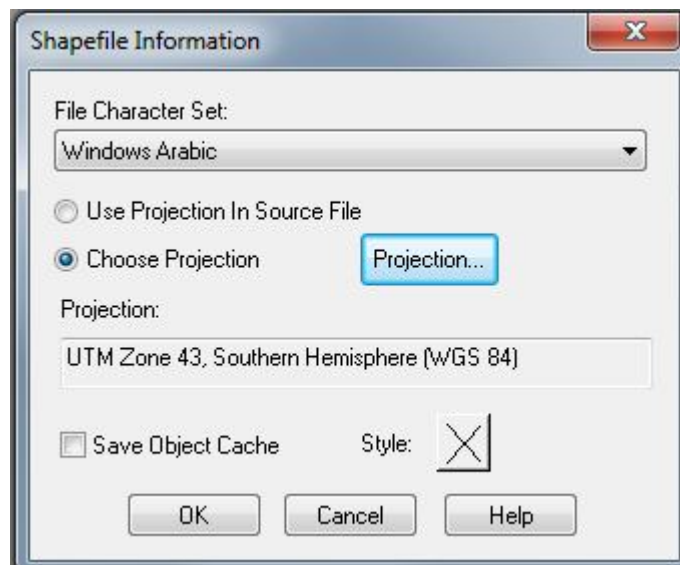 Shapefile Information
File Character Set:
Windows Arabic
Use Projection In Source File
Choose Projection
Projection...
Projection:
UTM Zone 43, Southern Hemisphere (WGS 84)
Save Object Cache
Style:
OK
Cancel
Help